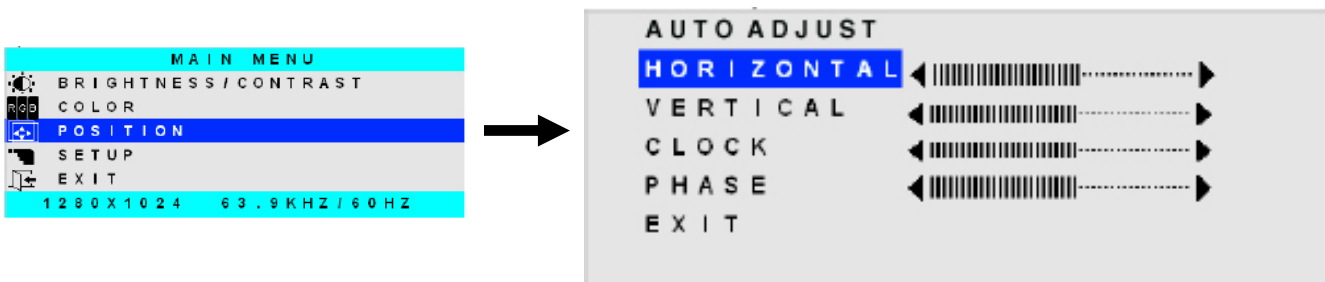 MAIN MENU
BRIGHTNESS/CONTRAST
RGB COLOR
POSITION
SETUP
EXIT
1280X1024 63.9KHZ/60HZ
AUTO ADJUST
HORIZONTAL
VERTICAL
CLOCK
PHASE
EXIT